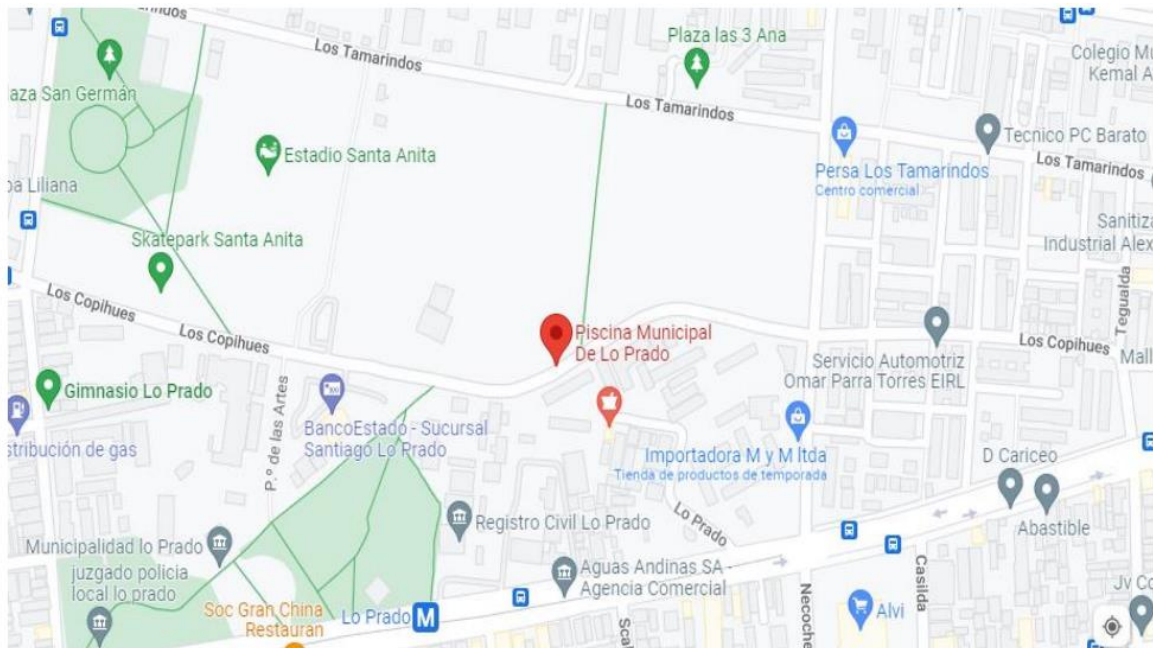 Tamarindos
Los Tamarindos
Plaza las 3 Ana
Colegio Mu
Kemal A
aza San Germán
Los Tamarindos
Tecnico PC Barato
Estadio Santa Anita
Persa Los Tamarindos
Centro comercial
Los Tamarindos
ba Liliana
Skatepark Santa Anita
Sanitiza
Industrial Alex
Los Copihues
Los Copihues
Piscina Municipal
De Lo Prado
Tegualda
Los Copihues
Servicio Automotriz
Omar Parra Torres EIRL
Mall
Gimnasio Lo Prado
P.º de las Artes
BancoEstado - Sucursal
Santiago Lo Prado
stribución de gas
Importadora M y M ltda
Tienda de productos de temporada
D Cariceo
Registro Civil Lo Prado
Lo Prado
Abastible
Municipalidad lo Prado
juzgado policia
local lo prado
Aguas Andinas SA -
Agencia Comercial
Soc Gran China
Restauran
Lo Prado M
Scal
Necoche
Casilda
Alvi
Jv Co